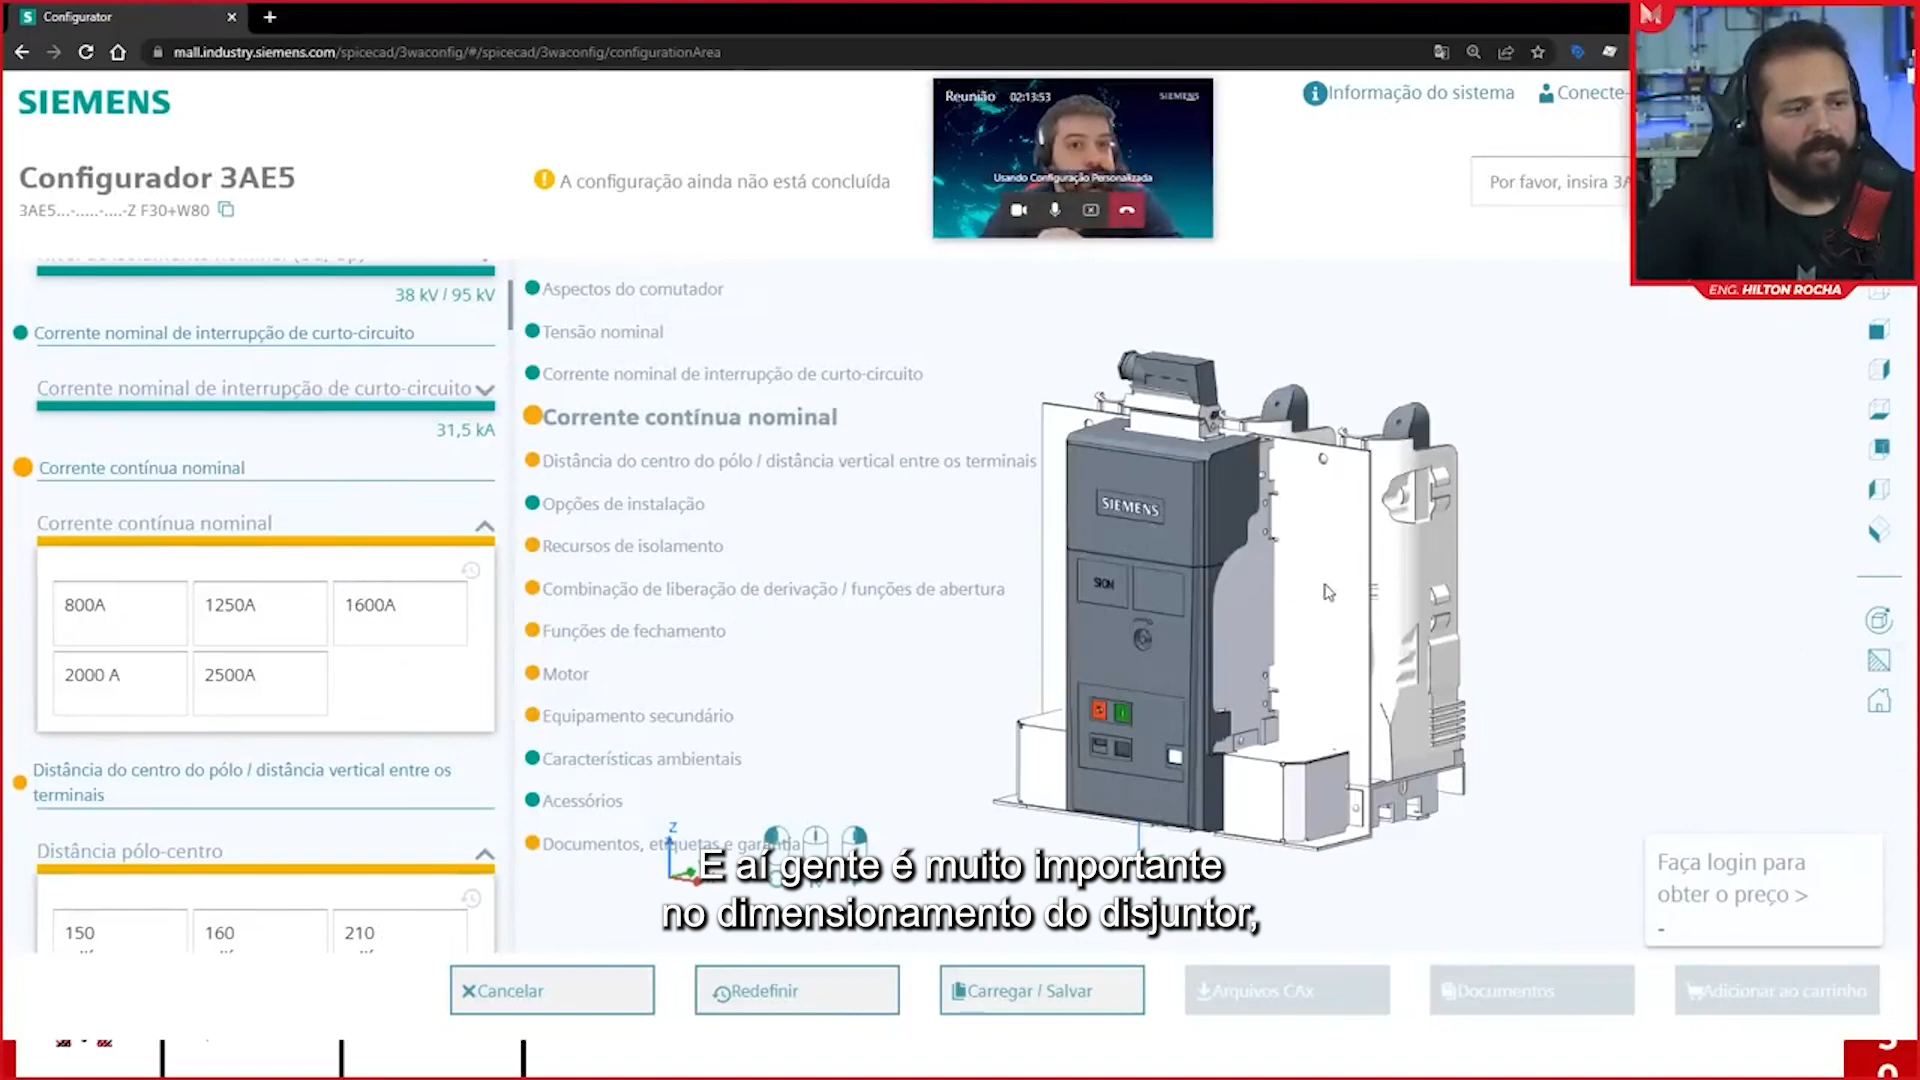 Configurator
mall.industry.siemens.com/spicecad/3waconfig/#/spicecad/3waconfig/configurationArea
SIEMENS
Reunião 02:13:53 SIEMENS
Usando Configuração Personalizada
Informação do sistema
Conecte-
Configurador 3AE5
3AE5...-.....-....-Z F30+W80
A configuração ainda não está concluída
Por favor, insira 3A
ENG. HILTON ROCHA
38 kV / 95 kV
Corrente nominal de interrupção de curto-circuito
Corrente nominal de interrupção de curto-circuito
31,5 kA
Corrente contínua nominal
Corrente contínua nominal
800A 1250A 1600A
2000 A 2500A
Distância do centro do pólo / distância vertical entre os
terminais
Distância pólo-centro
150 160 210
Aspectos do comutador
Tensão nominal
Corrente nominal de interrupção de curto-circuito
Corrente contínua nominal
Distância do centro do pólo / distância vertical entre os terminais
Opções de instalação
Recursos de isolamento
Combinação de liberação de derivação / funções de abertura
Funções de fechamento
Motor
Equipamento secundário
Características ambientais
Acessórios
Documentos, etiquetas e garantia
SIEMENS
SION
Z
E aí gente é muito importante
no dimensionamento do disjuntor,
Faça login para
obter o preço >
-
Cancelar
Redefinir
Carregar / Salvar
Arquivos CAx
Documentos
Adicionar ao carrinho